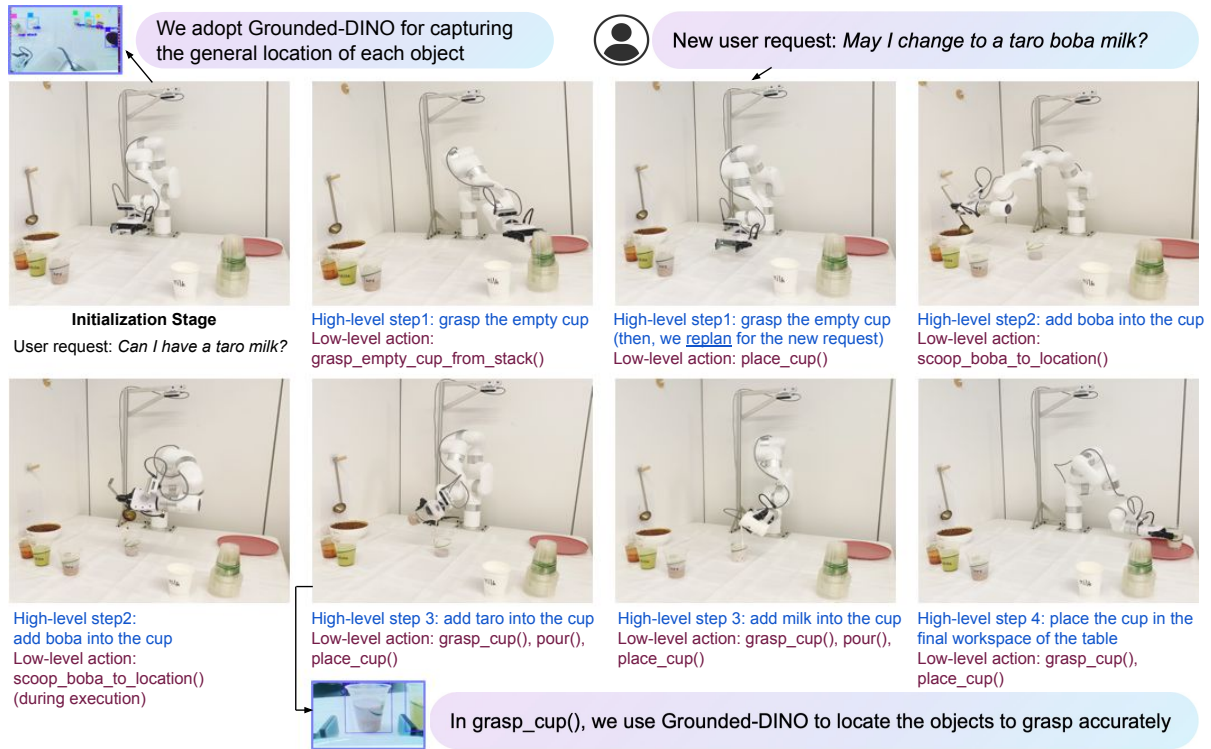 We adopt Grounded-DINO for capturing
the general location of each object
New user request: May I change to a taro boba milk?
Initialization Stage
User request: Can I have a taro milk?
High-level step1: grasp the empty cup
Low-level action:
grasp_empty_cup_from_stack()
High-level step1: grasp the empty cup
(then, we replan for the new request)
Low-level action: place_cup()
High-level step2: add boba into the cup
Low-level action:
scoop_boba_to_location()
High-level step2:
add boba into the cup
Low-level action:
scoop_boba_to_location()
(during execution)
High-level step 3: add taro into the cup
Low-level action: grasp_cup(), pour(),
place_cup()
High-level step 3: add milk into the cup
Low-level action: grasp_cup(), pour(),
place_cup()
High-level step 4: place the cup in the
final workspace of the table
Low-level action: grasp_cup(),
place_cup()
In grasp_cup(), we use Grounded-DINO to locate the objects to grasp accurately